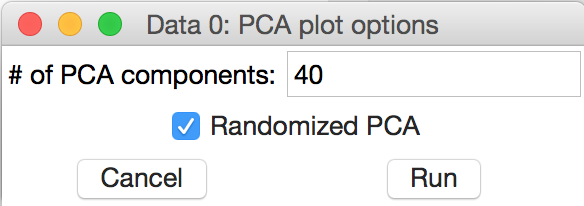 Data 0: PCA plot options
# of PCA components: 40
Randomized PCA
Cancel Run